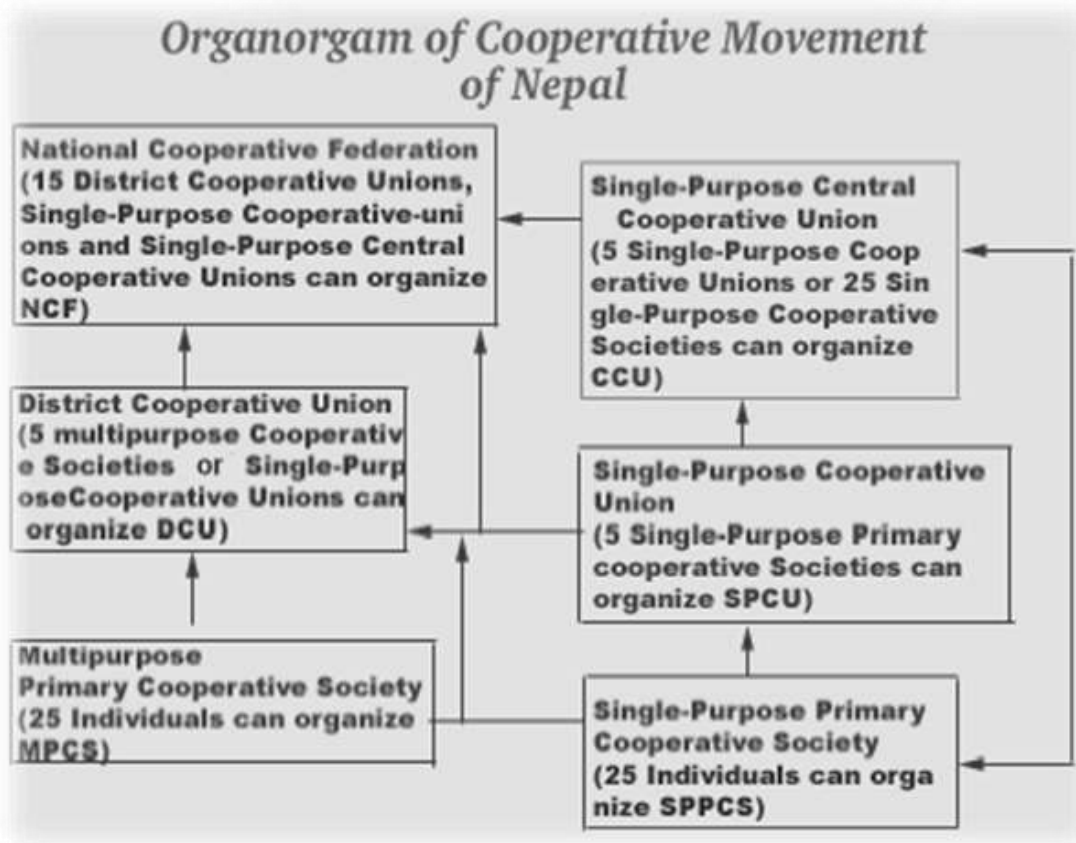 Organorgam of Cooperative Movement
of Nepal
National Cooperative Federation
(15 District Cooperative Unions,
Single-Purpose Cooperative-uni
ons and Single-Purpose Central
Cooperative Unions can organize
NCF)
Single-Purpose Central
Cooperative Union
(5 Single-Purpose Coop
erative Unions or 25 Sin
gle-Purpose Cooperative
Societies can organize
CCU)
District Cooperative Union
(5 multipurpose Cooperativ
e Societies or Single-Purp
oseCooperative Unions can
organize DCU)
Single-Purpose Cooperative
Union
(5 Single-Purpose Primary
cooperative Societies can
organize SPCU)
Multipurpose
Primary Cooperative Society
(25 Individuals can organize
MPCS)
Single-Purpose Primary
Cooperative Society
(25 Individuals can orga
nize SPPCS)